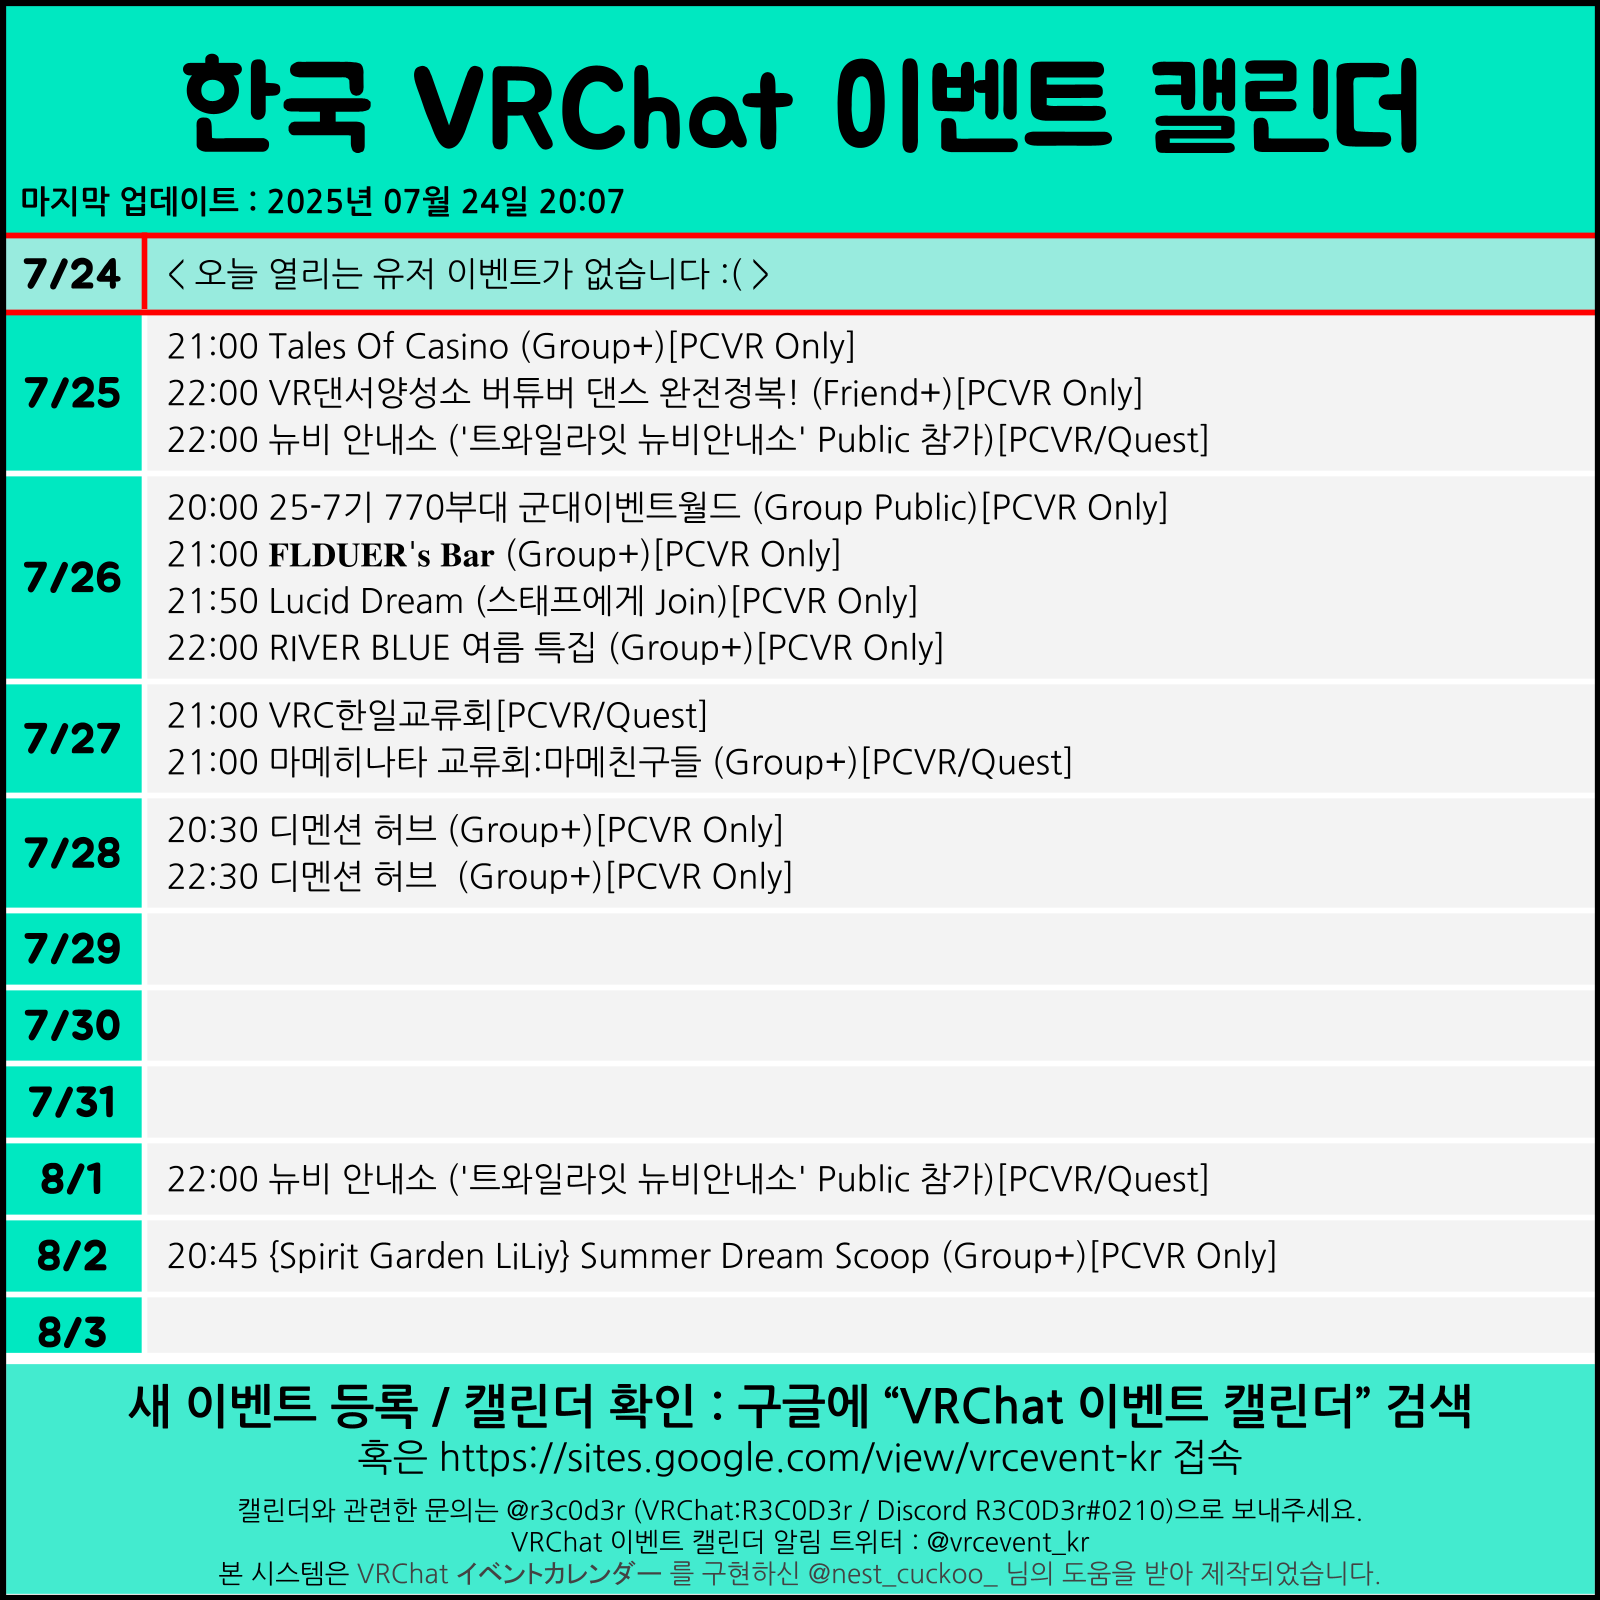 한국 VRChat 이벤트 캘린더
마지막 업데이트 : 2025년 07월 24일 20:07
7/24
< 오늘 열리는 유저 이벤트가 없습니다 :( >
7/25
21:00 Tales Of Casino (Group+)[PCVR Only]
22:00 VR댄서양성소 버튜버 댄스 완전정복! (Friend+)[PCVR Only]
22:00 뉴비 안내소 ('트와일라잇 뉴비안내소' Public 참가)[PCVR/Quest]
7/26
20:00 25-7기 770부대 군대이벤트월드 (Group Public)[PCVR Only]
21:00 𝐅𝐋𝐃𝐔𝐄𝐑'𝐬 𝐁𝐚𝐫 (Group+)[PCVR Only]
21:50 Lucid Dream (스태프에게 Join)[PCVR Only]
22:00 RIVER BLUE 여름 특집 (Group+)[PCVR Only]
7/27
21:00 VRC한일교류회[PCVR/Quest]
21:00 마메히나타 교류회:마메친구들 (Group+)[PCVR/Quest]
7/28
20:30 디멘션 허브 (Group+)[PCVR Only]
22:30 디멘션 허브  (Group+)[PCVR Only]
7/29
7/30
7/31
8/1
22:00 뉴비 안내소 ('트와일라잇 뉴비안내소' Public 참가)[PCVR/Quest]
8/2
20:45 {Spirit Garden LiLiy} Summer Dream Scoop (Group+)[PCVR Only]
8/3
새 이벤트 등록 / 캘린더 확인 : 구글에 “VRChat 이벤트 캘린더” 검색
혹은 https://sites.google.com/view/vrcevent-kr 접속
캘린더와 관련한 문의는 @r3c0d3r (VRChat:R3C0D3r / Discord R3C0D3r#0210)으로 보내주세요.
VRChat 이벤트 캘린더 알림 트위터 : @vrcevent_kr
본 시스템은 VRChat イベントカレンダー 를 구현하신 @nest_cuckoo_ 님의 도움을 받아 제작되었습니다.